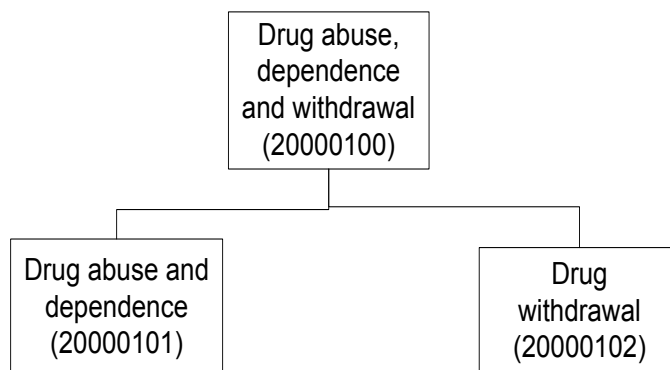 Drug abuse,
dependence
and withdrawal
(20000100)
Drug abuse and
dependence
(20000101)
Drug
withdrawal
(20000102)